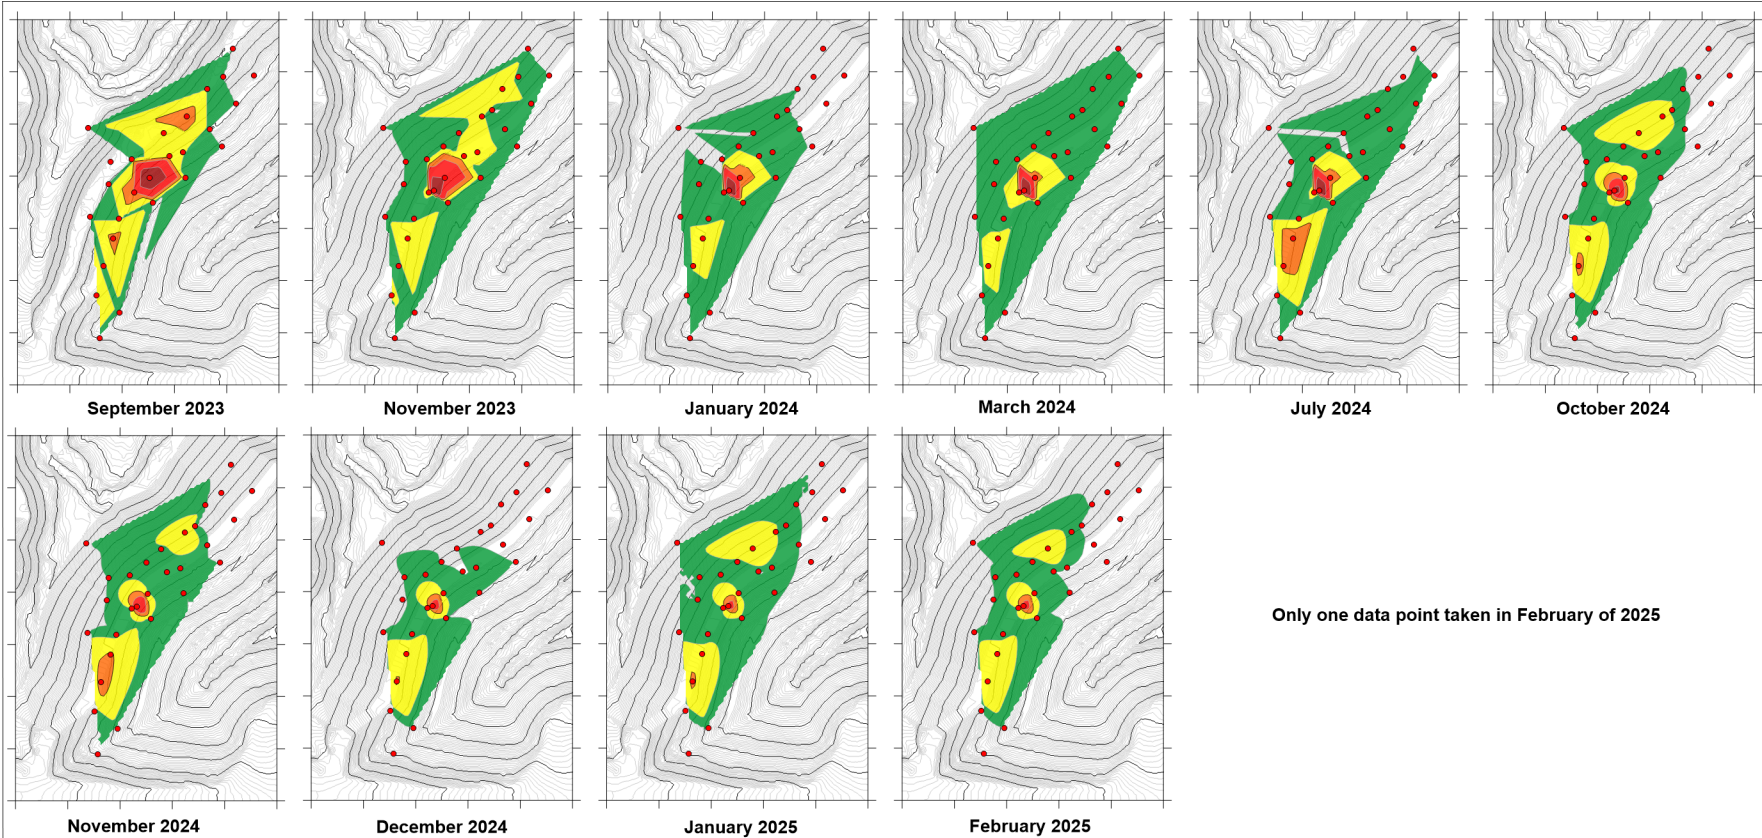 September 2023
November 2023
January 2024
March 2024
July 2024
October 2024
Only one data point taken in February of 2025
November 2024
December 2024
January 2025
February 2025